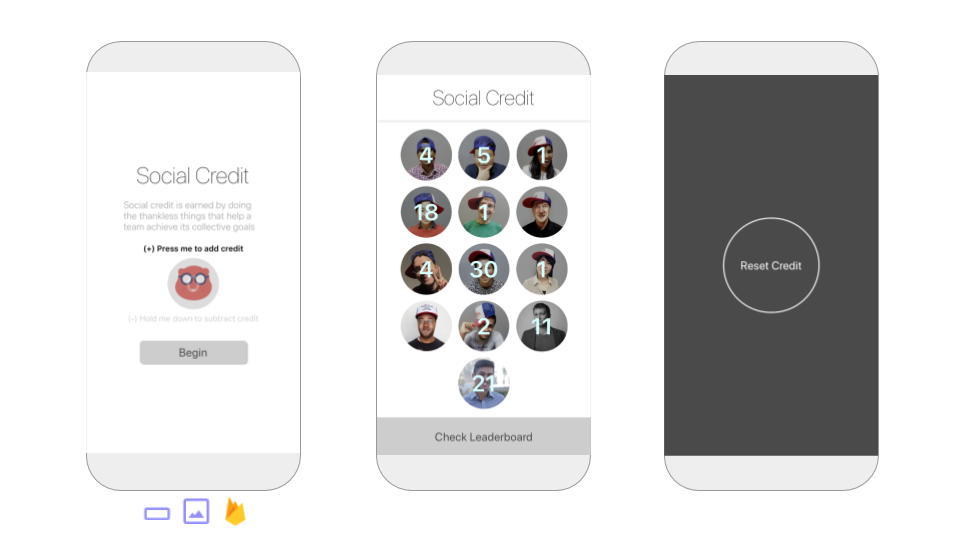 Social Credit
Social credit is earned by doing
the thankless things that help a
team achieve its collective goals
(+) Press me to add credit
(-) Hold me down to subtract credit
Begin
Social Credit
4 5 1
18 1
4 30 1
2 11
21
Check Leaderboard
Reset Credit